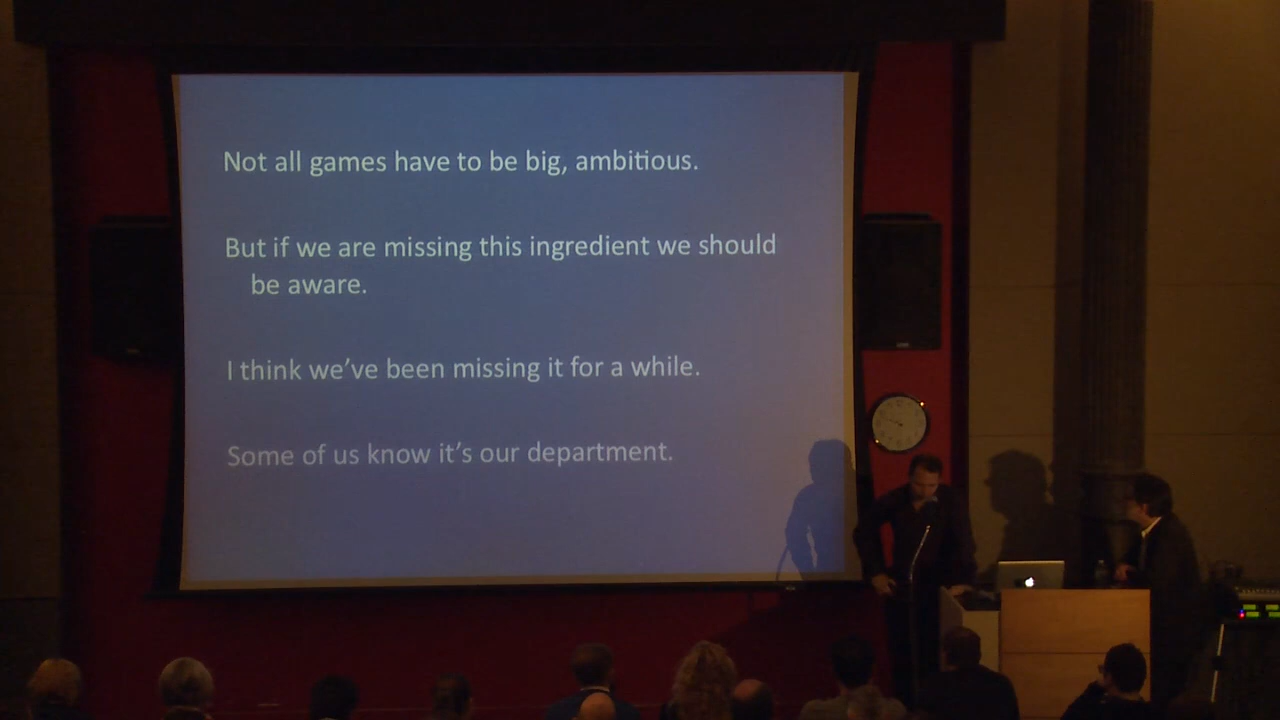 Not all games have to be big, ambitious.
But if we are missing this ingredient we should
be aware.
I think we've been missing it for a while.
Some of us know it's our department.